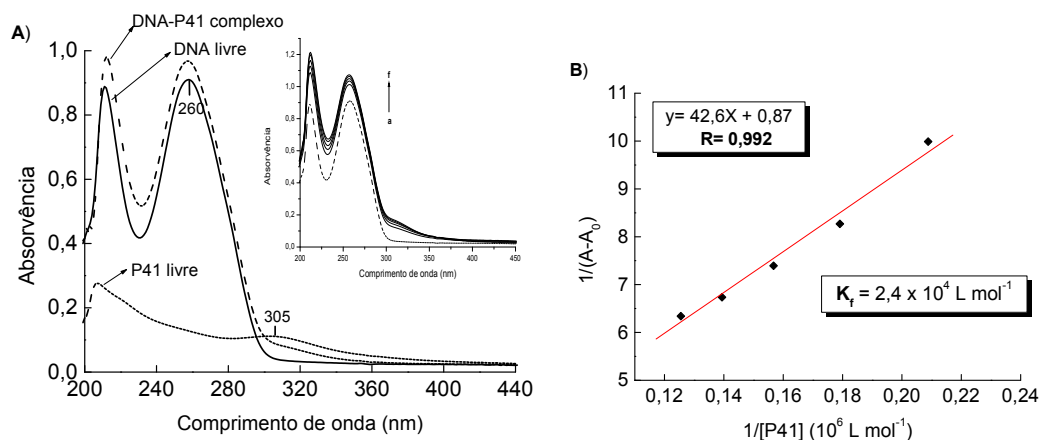 A)
DNA-P41 complexo
DNA livre
P41 livre
260
305
1,0
0,8
0,6
0,4
0,2
0,0
200 240 280 320 360 400 440
Absorvência
Comprimento de onda (nm)
f
a
1,2
1,0
0,8
0,6
0,4
0,2
0,0
200 250 300 350 400 450
Absorvência
Comprimento de onda (nm)
B)
y= 42,6X + 0,87
R= 0,992
K_f = 2,4 x 10⁴ L mol⁻¹
11
10
9
8
7
6
5
0,12 0,14 0,16 0,18 0,20 0,22 0,24
1/(A-A₀)
1/[P41] (10⁶ L mol⁻¹)